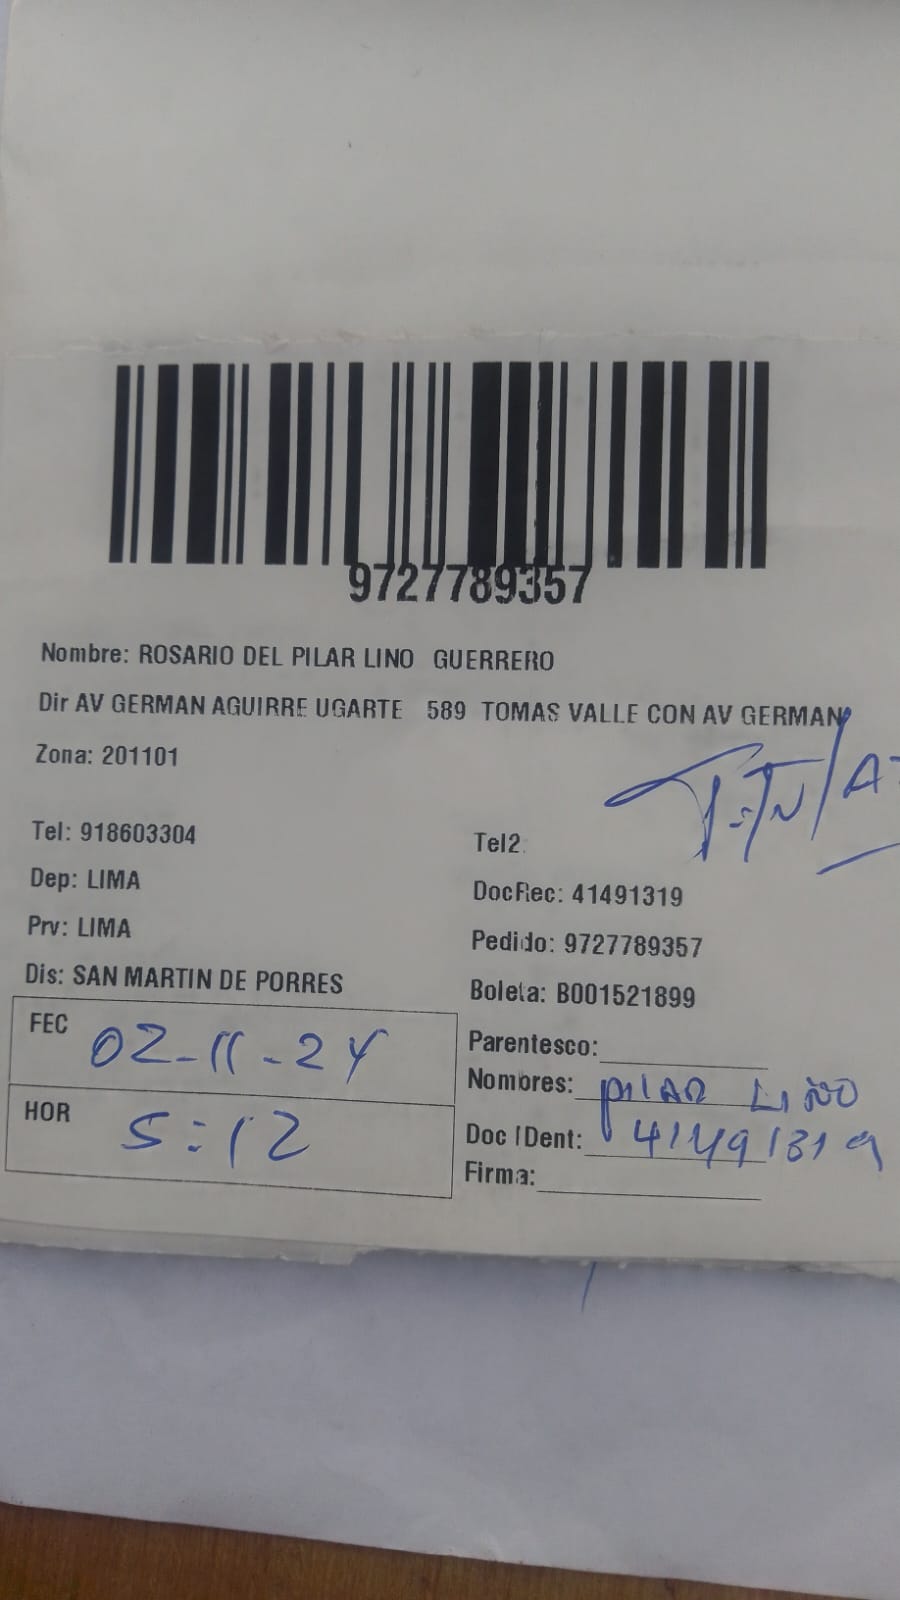 9727789357
Nombre: ROSARIO DEL PILAR LINO GUERRERO
Dir AV GERMAN AGUIRRE UGARTE 589 TOMAS VALLE CON AV GERMAN
Zona: 201101
Tel: 918603304
Tel2:
Dep: LIMA
DocRec: 41491319
Prv: LIMA
Pedido: 9727789357
Dis: SAN MARTIN DE PORRES
Boleta: B001521899
FEC 02-11-24
Parentesco:
Nombres: PILAR LINO
HOR 5:12
Doc IDent: 41491319
Firma: